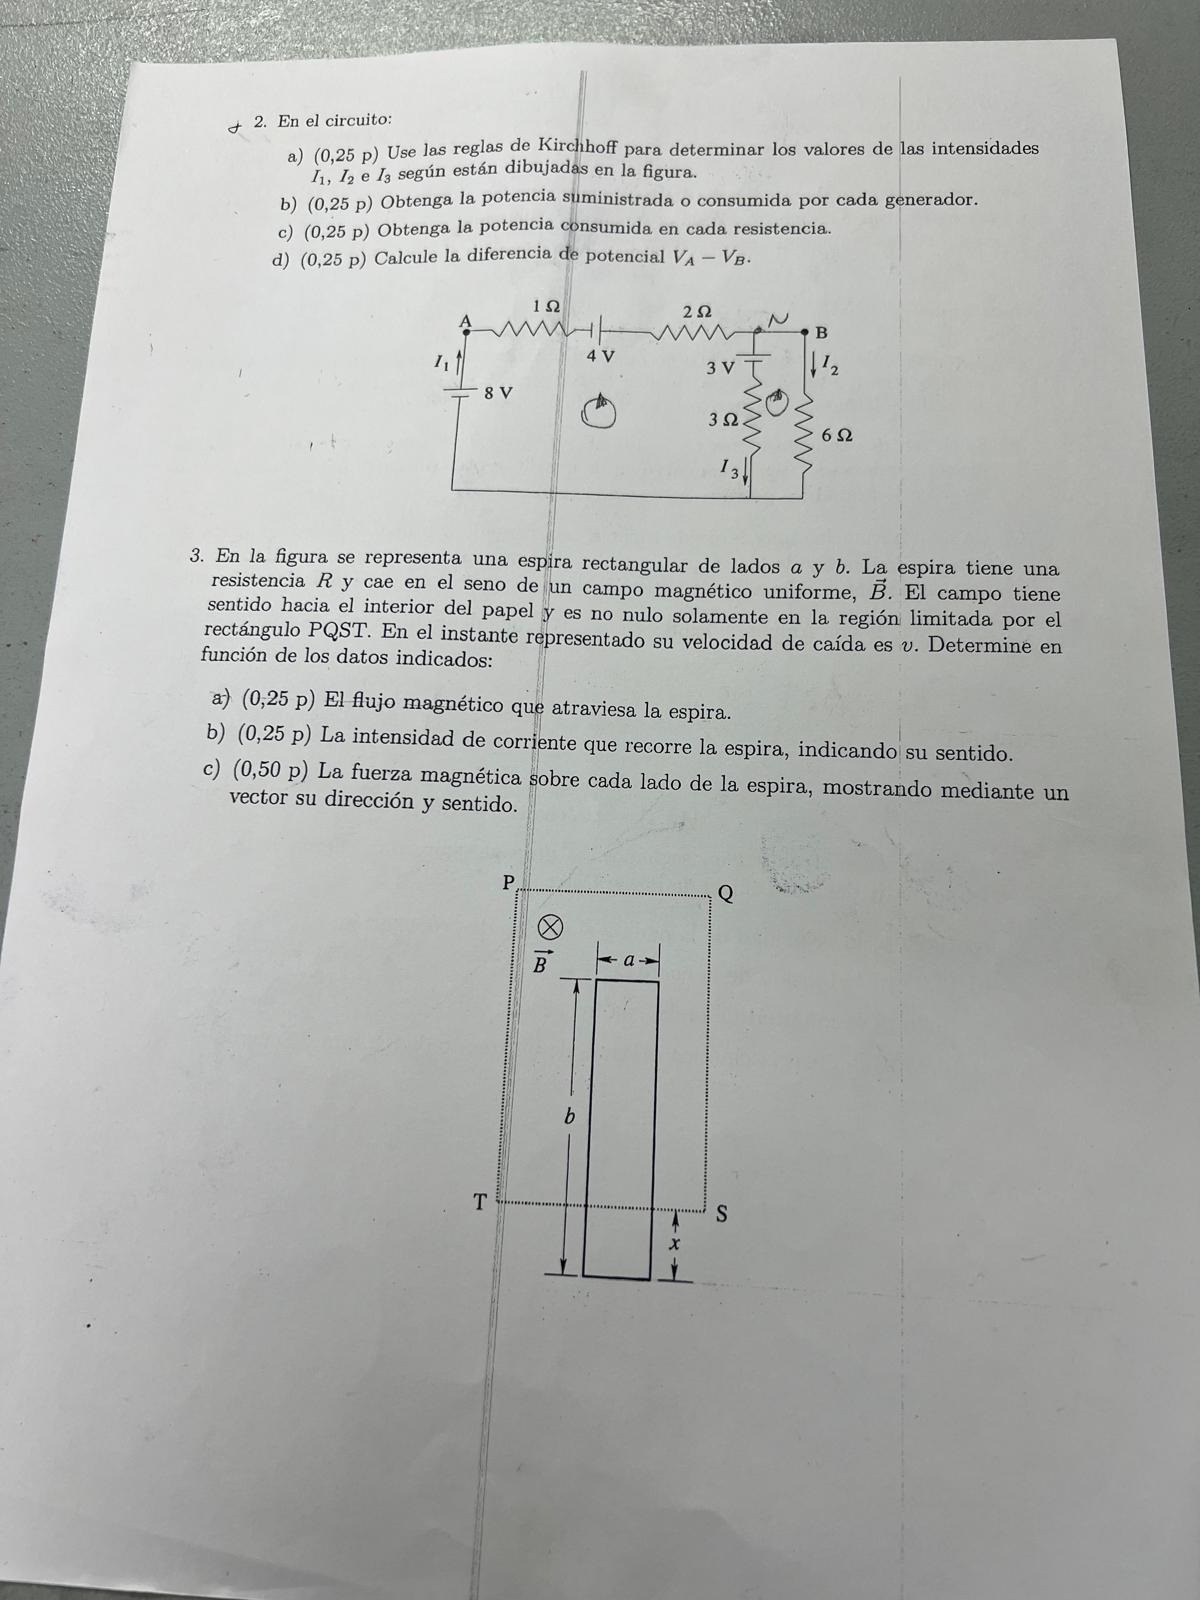 2. En el circuito:
a) (0,25 p) Use las reglas de Kirchhoff para determinar los valores de las intensidades
I₁, I₂ e I₃ según están dibujadas en la figura.
b) (0,25 p) Obtenga la potencia suministrada o consumida por cada generador.
c) (0,25 p) Obtenga la potencia consumida en cada resistencia.
d) (0,25 p) Calcule la diferencia de potencial V_A − V_B.
1 Ω
2 Ω
N
A
B
I₁
4 V
3 V
I₂
8 V
3 Ω
6 Ω
I₃
3. En la figura se representa una espira rectangular de lados a y b. La espira tiene una
resistencia R y cae en el seno de un campo magnético uniforme, B⃗. El campo tiene
sentido hacia el interior del papel y es no nulo solamente en la región limitada por el
rectángulo PQST. En el instante representado su velocidad de caída es v. Determine en
función de los datos indicados:
a) (0,25 p) El flujo magnético que atraviesa la espira.
b) (0,25 p) La intensidad de corriente que recorre la espira, indicando su sentido.
c) (0,50 p) La fuerza magnética sobre cada lado de la espira, mostrando mediante un
vector su dirección y sentido.
P
Q
B⃗
a
b
T
S
x